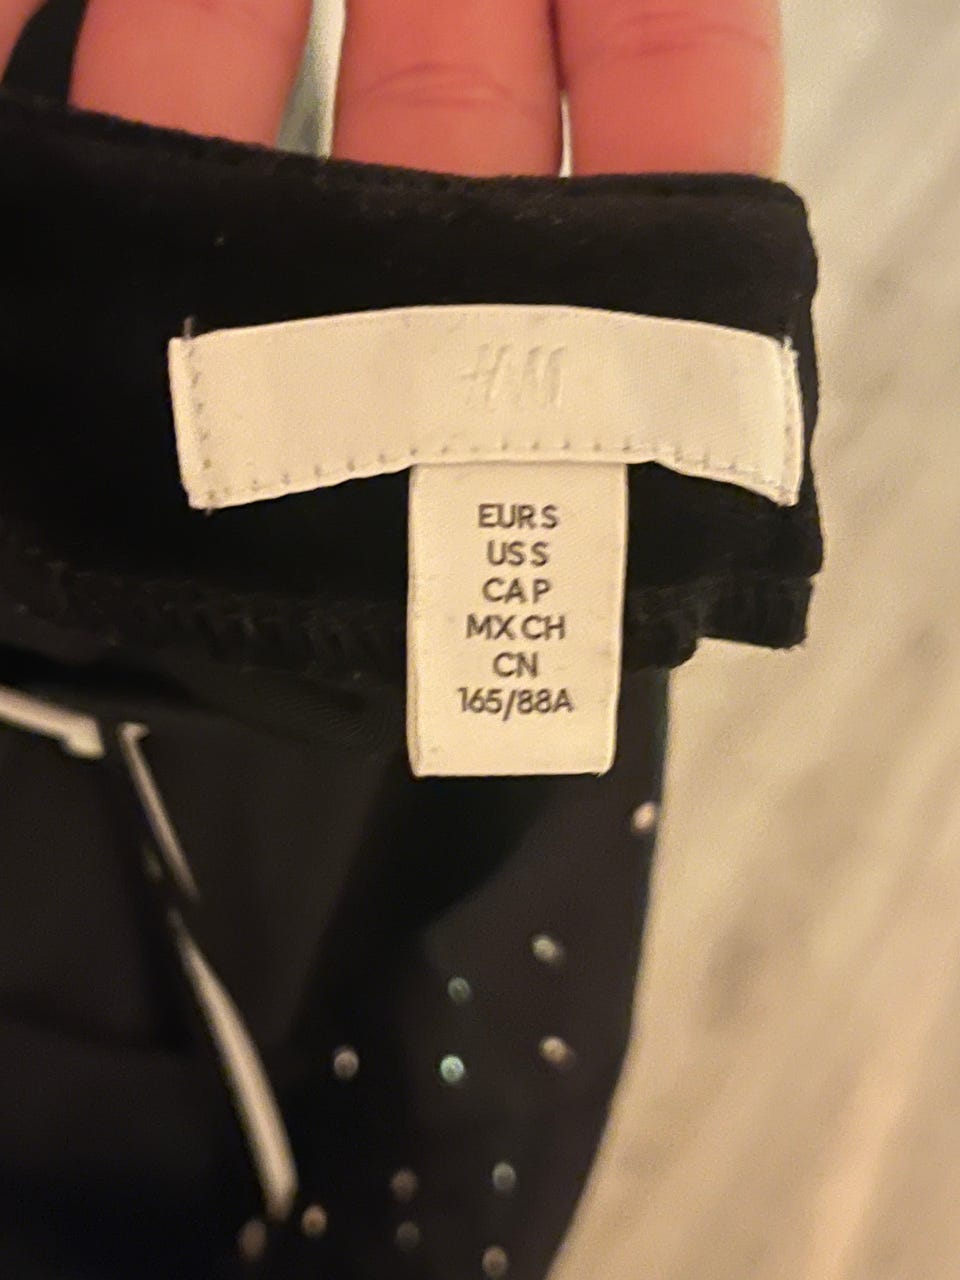 H&M
EUR S
US S
CA P
MX CH
CN
165/88A